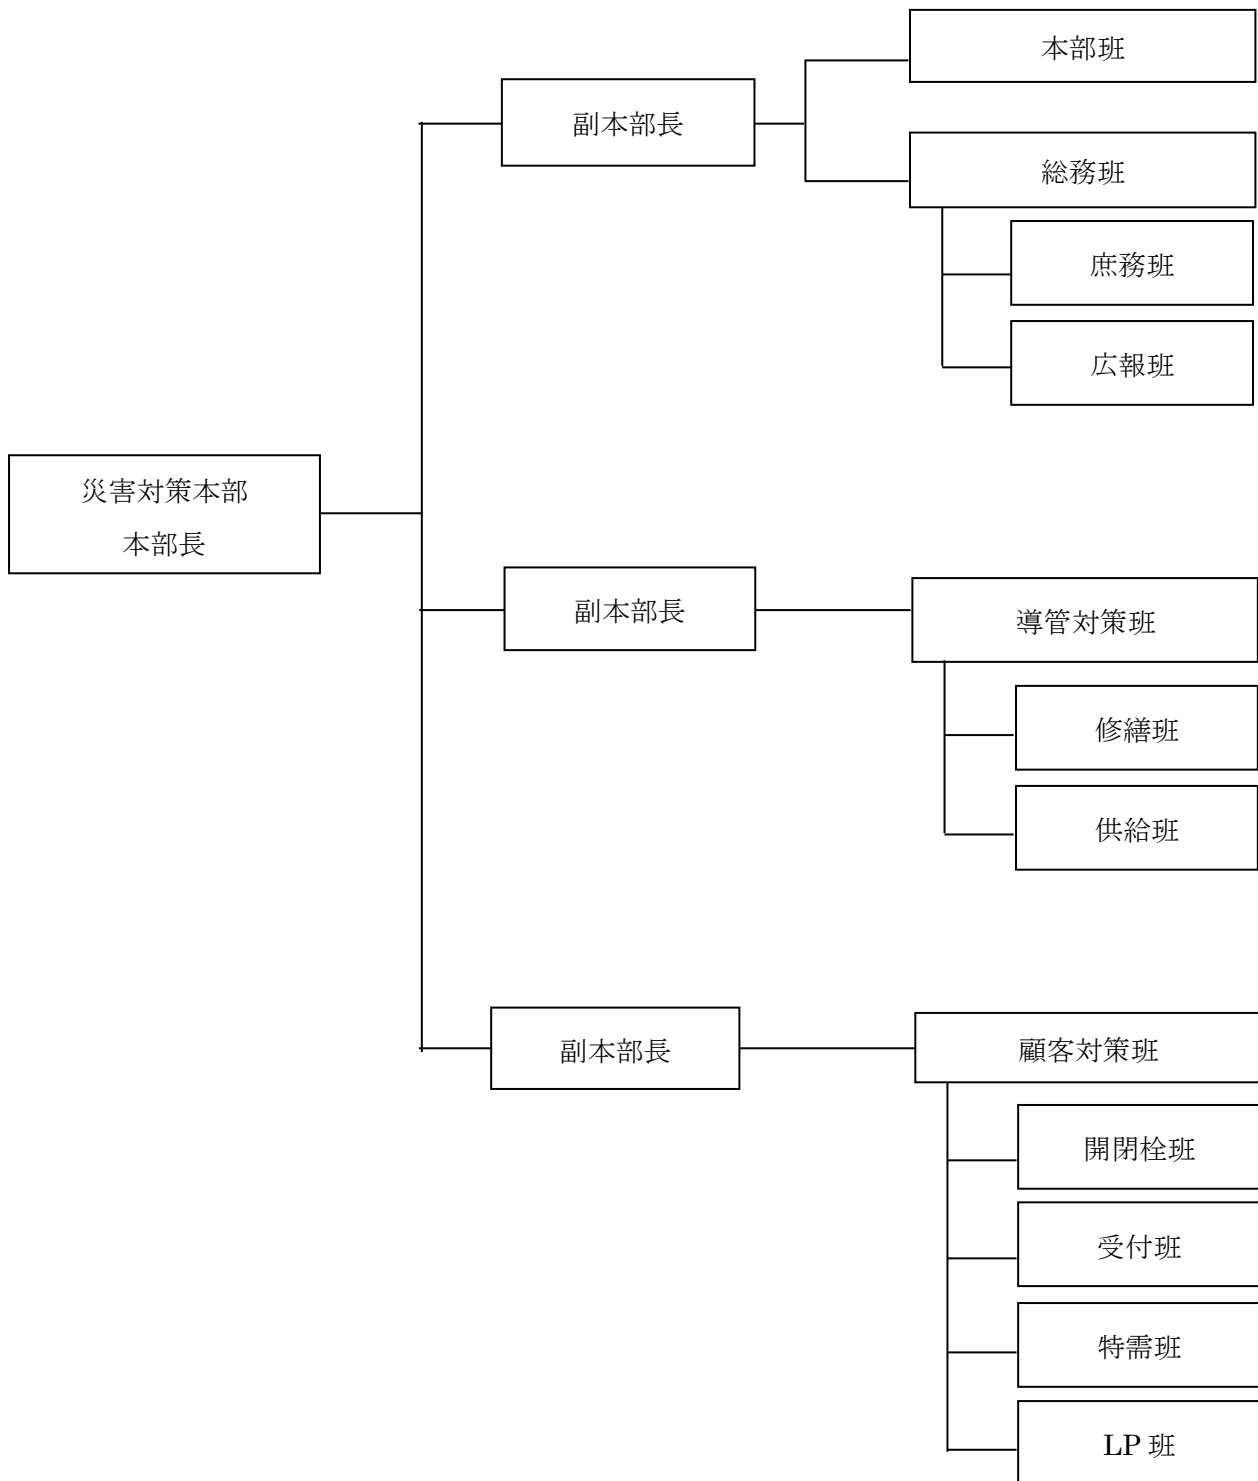 本部班
副本部長
総務班
庶務班
広報班
災害対策本部
本部長
副本部長
導管対策班
修繕班
供給班
副本部長
顧客対策班
開閉栓班
受付班
特需班
LP 班